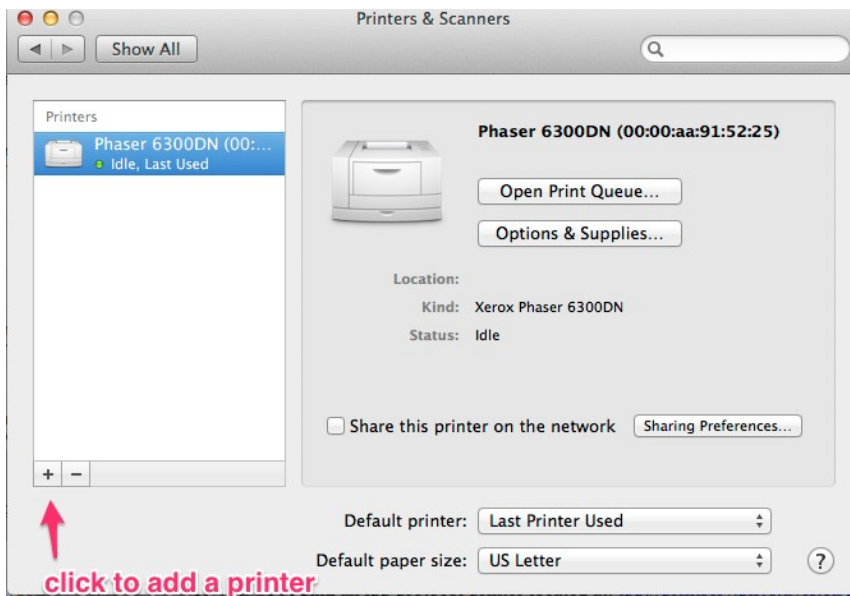 Printers & Scanners
Show All
Printers
Phaser 6300DN (00:...
Idle, Last Used
Phaser 6300DN (00:00:aa:91:52:25)
Open Print Queue...
Options & Supplies...
Location:
Kind: Xerox Phaser 6300DN
Status: Idle
Share this printer on the network Sharing Preferences...
+ −
Default printer: Last Printer Used
Default paper size: US Letter ?
click to add a printer